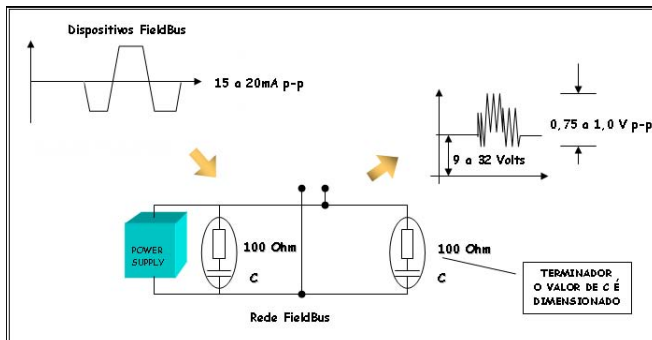 Dispositivos FieldBus
15 a 20mA p-p
0,75 a 1,0 V p-p
9 a 32 Volts
POWER
SUPPLY
100 Ohm
C
100 Ohm
C
TERMINADOR
O VALOR DE C É
DIMENSIONADO
Rede FieldBus